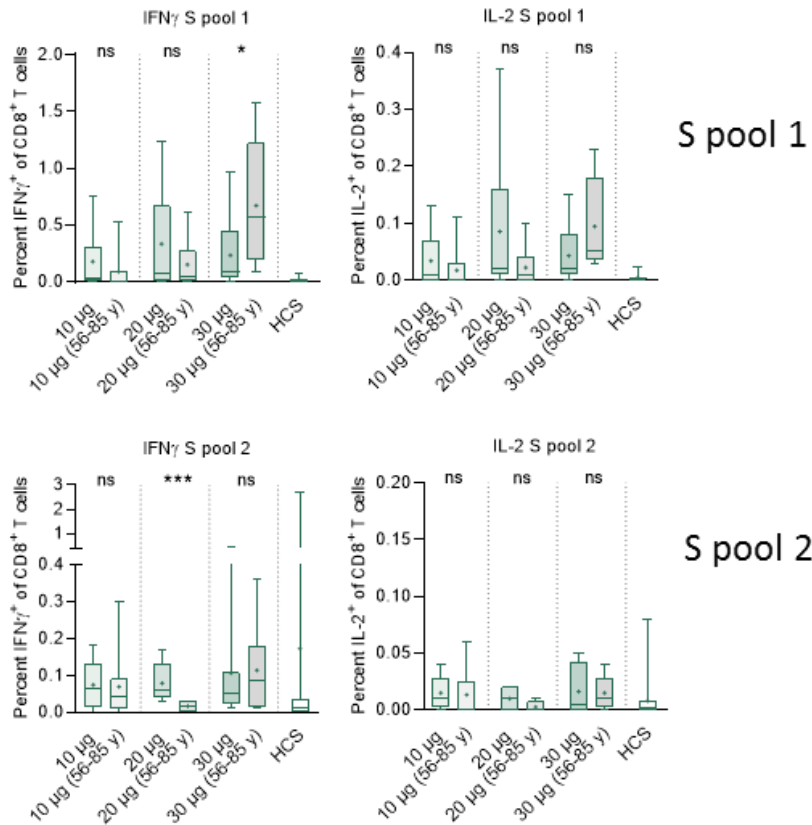 IFNγ S pool 1
ns
ns
*
Percent IFNγ⁺ of CD8⁺ T cells
2.0
1.5
1.0
0.5
0.0
10 µg
10 µg (56-85 y)
20 µg
20 µg (56-85 y)
30 µg
30 µg (56-85 y)
HCS
IL-2 S pool 1
ns
ns
ns
Percent IL-2⁺ of CD8⁺ T cells
0.4
0.3
0.2
0.1
0.0
10 µg
10 µg (56-85 y)
20 µg
20 µg (56-85 y)
30 µg
30 µg (56-85 y)
HCS
S pool 1
IFNγ S pool 2
ns
***
ns
Percent IFNγ⁺ of CD8⁺ T cells
3
2
1
0.4
0.3
0.2
0.1
0.0
10 µg
10 µg (56-85 y)
20 µg
20 µg (56-85 y)
30 µg
30 µg (56-85 y)
HCS
IL-2 S pool 2
ns
ns
ns
Percent IL-2⁺ of CD8⁺ T cells
0.20
0.15
0.10
0.05
0.00
10 µg
10 µg (56-85 y)
20 µg
20 µg (56-85 y)
30 µg
30 µg (56-85 y)
HCS
S pool 2